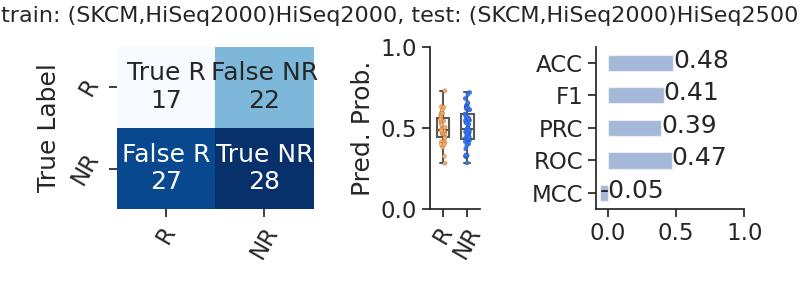 train: (SKCM,HiSeq2000)HiSeq2000, test: (SKCM,HiSeq2000)HiSeq2500
True Label
R
NR
True R
17
False NR
22
False R
27
True NR
28
R
NR
Pred. Prob.
1.0
0.5
0.0
R
NR
ACC
0.48
F1
0.41
PRC
0.39
ROC
0.47
MCC
-0.05
0.0
0.5
1.0